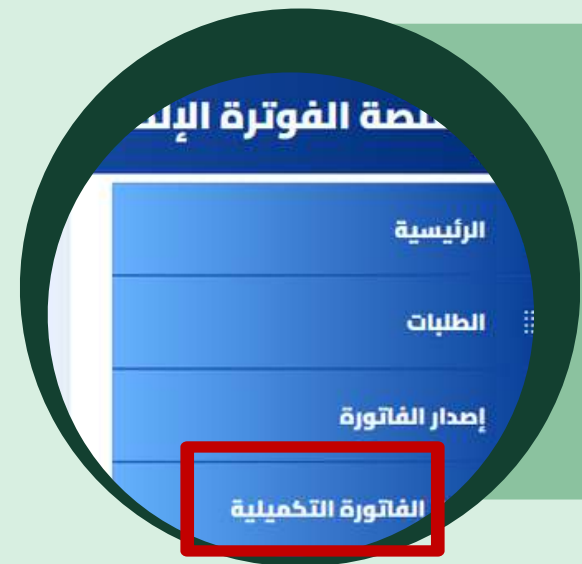 الفوترة
الرئيسية
الطلبات
إصدار الفاتورة
الفاتورة التكميلية